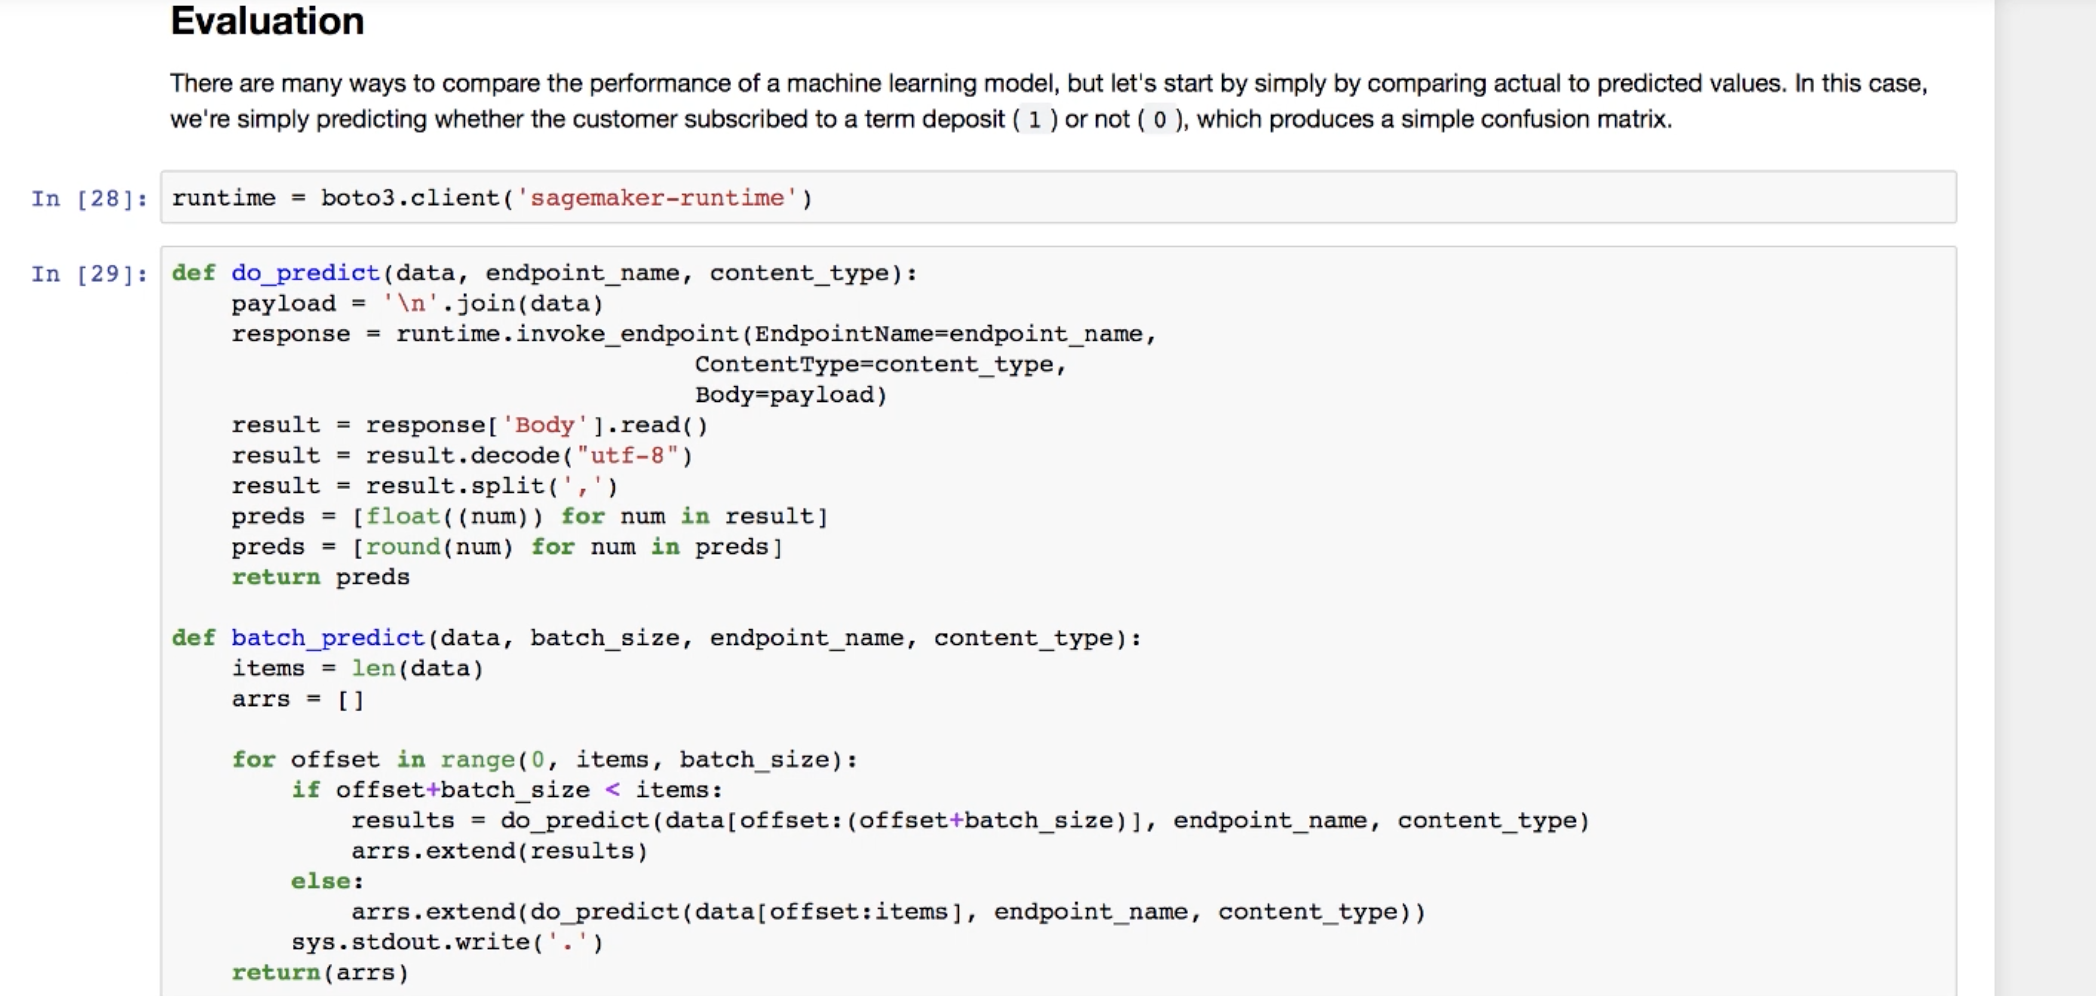 Evaluation
There are many ways to compare the performance of a machine learning model, but let's start by simply by comparing actual to predicted values. In this case,
we're simply predicting whether the customer subscribed to a term deposit ( 1 ) or not ( 0 ), which produces a simple confusion matrix.
In [28]: runtime = boto3.client('sagemaker-runtime')
In [29]: def do_predict(data, endpoint_name, content_type):
    payload = '\n'.join(data)
    response = runtime.invoke_endpoint(EndpointName=endpoint_name,
                                   ContentType=content_type,
                                   Body=payload)
    result = response['Body'].read()
    result = result.decode("utf-8")
    result = result.split(',')
    preds = [float((num)) for num in result]
    preds = [round(num) for num in preds]
    return preds
def batch_predict(data, batch_size, endpoint_name, content_type):
    items = len(data)
    arrs = []
    for offset in range(0, items, batch_size):
        if offset+batch_size < items:
            results = do_predict(data[offset:(offset+batch_size)], endpoint_name, content_type)
            arrs.extend(results)
        else:
            arrs.extend(do_predict(data[offset:items], endpoint_name, content_type))
        sys.stdout.write('.')
    return(arrs)